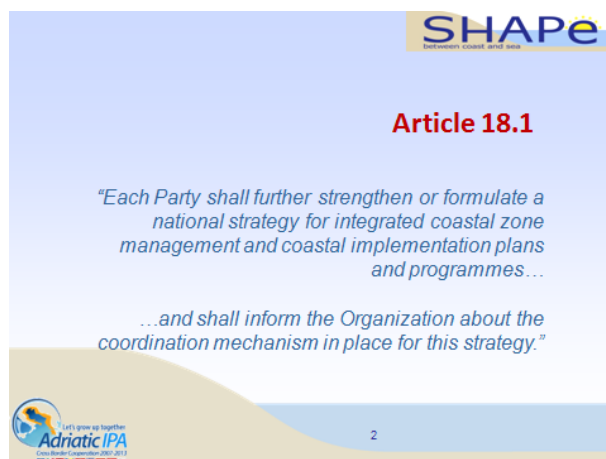 SHAPe
between coast and sea
Article 18.1
“Each Party shall further strengthen or formulate a
national strategy for integrated coastal zone
management and coastal implementation plans
and programmes…
…and shall inform the Organization about the
coordination mechanism in place for this strategy.”
Let's grow up together
Adriatic IPA
Cross Border Cooperation 2007-2013
2